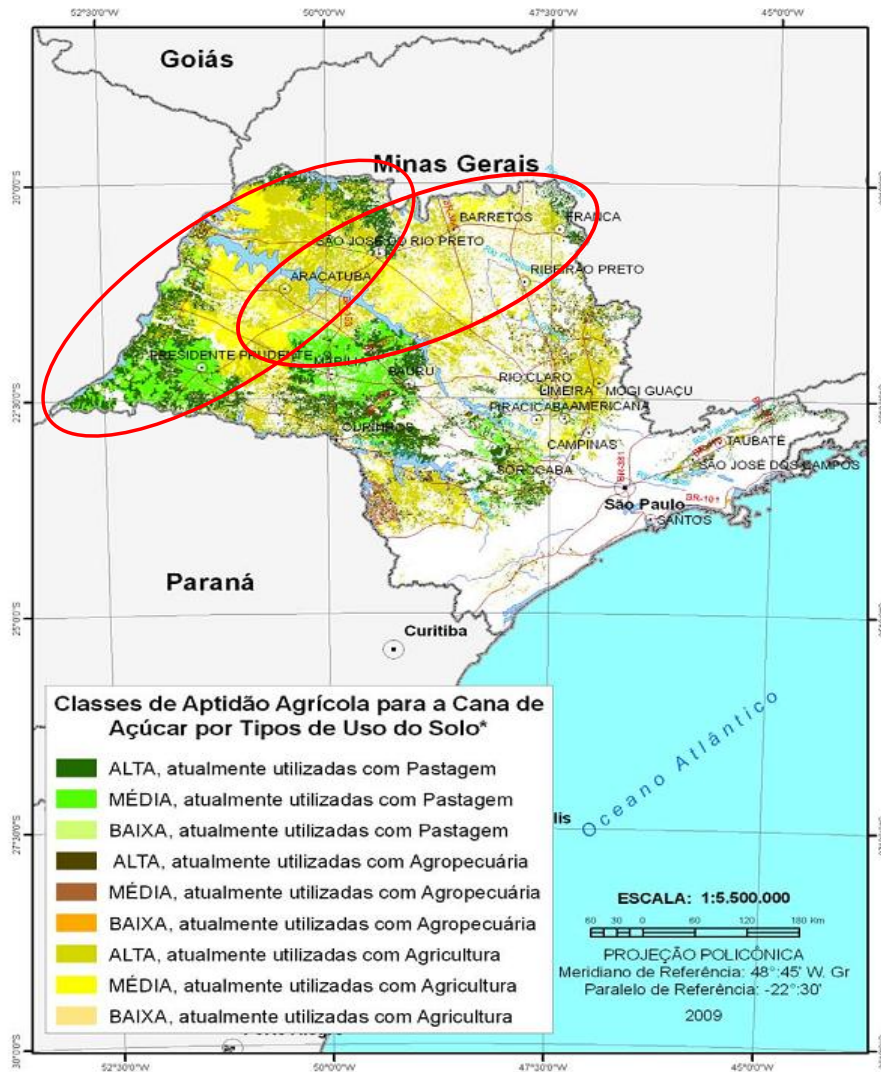 52°30'0"W 50°0'0"W 47°30'0"W 45°0'0"W
Goiás
Minas Gerais
20°0'0"S
BARRETOS
FRANCA
SÃO JOSÉ DO RIO PRETO
RIBEIRÃO PRETO
ARAÇATUBA
PRESIDENTE PRUDENTE
MARÍLIA
BAURU
RIO CLARO
LIMEIRA
MOGI GUAÇU
22°30'0"S
PIRACICABA
AMERICANA
OURINHOS
CAMPINAS
TAUBATÉ
SOROCABA
BR-381
SÃO JOSÉ DOS CAMPOS
São Paulo
BR-101
SANTOS
Paraná
25°0'0"S
Curitiba
Classes de Aptidão Agrícola para a Cana de
Açúcar por Tipos de Uso do Solo*
ALTA, atualmente utilizadas com Pastagem
MÉDIA, atualmente utilizadas com Pastagem
BAIXA, atualmente utilizadas com Pastagem
ALTA, atualmente utilizadas com Agropecuária
MÉDIA, atualmente utilizadas com Agropecuária
BAIXA, atualmente utilizadas com Agropecuária
ALTA, atualmente utilizadas com Agricultura
MÉDIA, atualmente utilizadas com Agricultura
BAIXA, atualmente utilizadas com Agricultura
lis
Oceano Atlântico
27°30'0"S
ESCALA: 1:5.500.000
60 30 0 60 120 180 Km
PROJEÇÃO POLICÔNICA
Meridiano de Referência: 48°:45' W. Gr
Paralelo de Referência: -22°:30'
2009
30°0'0"S
52°30'0"W 50°0'0"W 47°30'0"W 45°0'0"W